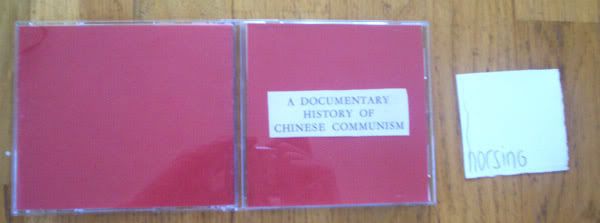 A DOCUMENTARY
HISTORY OF
CHINESE COMMUNISM
horsing